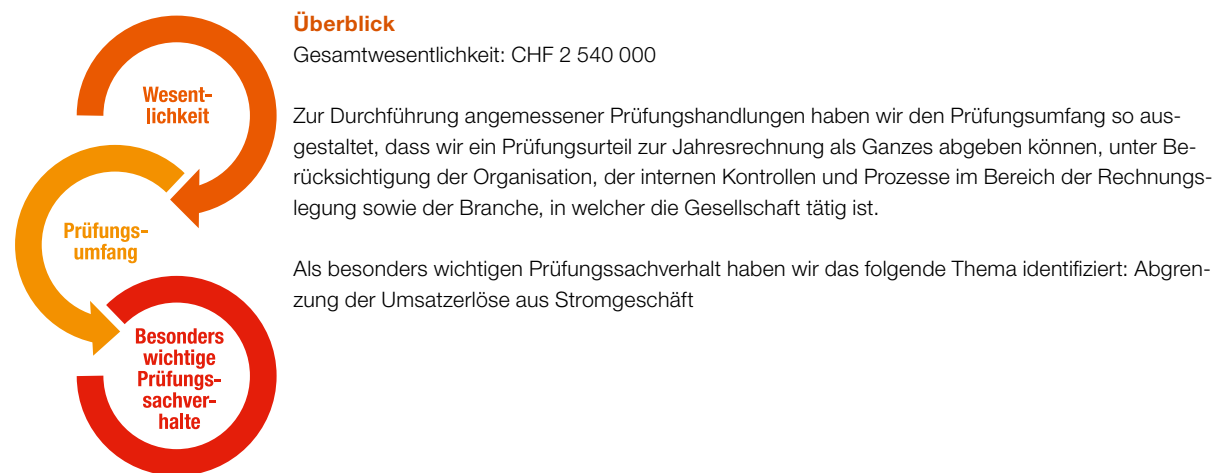 Überblick
Gesamtwesentlichkeit: CHF 2 540 000
Wesent-
lichkeit
Zur Durchführung angemessener Prüfungshandlungen haben wir den Prüfungsumfang so aus-
gestaltet, dass wir ein Prüfungsurteil zur Jahresrechnung als Ganzes abgeben können, unter Be-
rücksichtigung der Organisation, der internen Kontrollen und Prozesse im Bereich der Rechnungs-
legung sowie der Branche, in welcher die Gesellschaft tätig ist.
Prüfungs-
umfang
Als besonders wichtigen Prüfungssachverhalt haben wir das folgende Thema identifiziert: Abgren-
zung der Umsatzerlöse aus Stromgeschäft
Besonders
wichtige
Prüfungs-
sachver-
halte